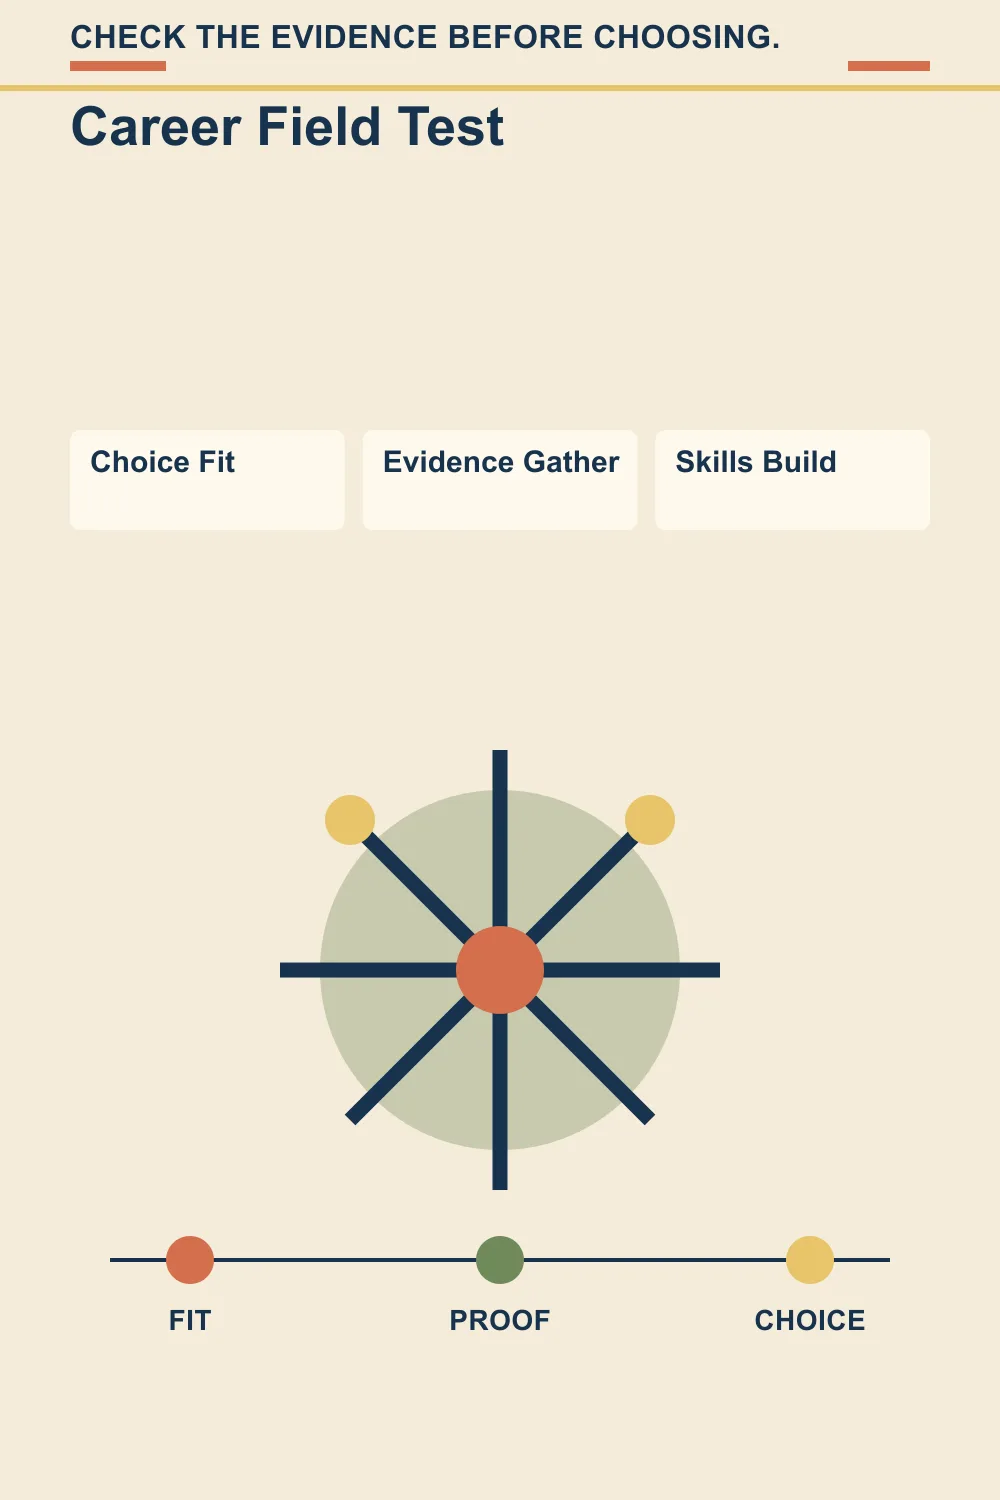 CHECK THE EVIDENCE BEFORE CHOOSING.
Career Field Test
Choice Fit
Evidence Gather
Skills Build
FIT
PROOF
CHOICE